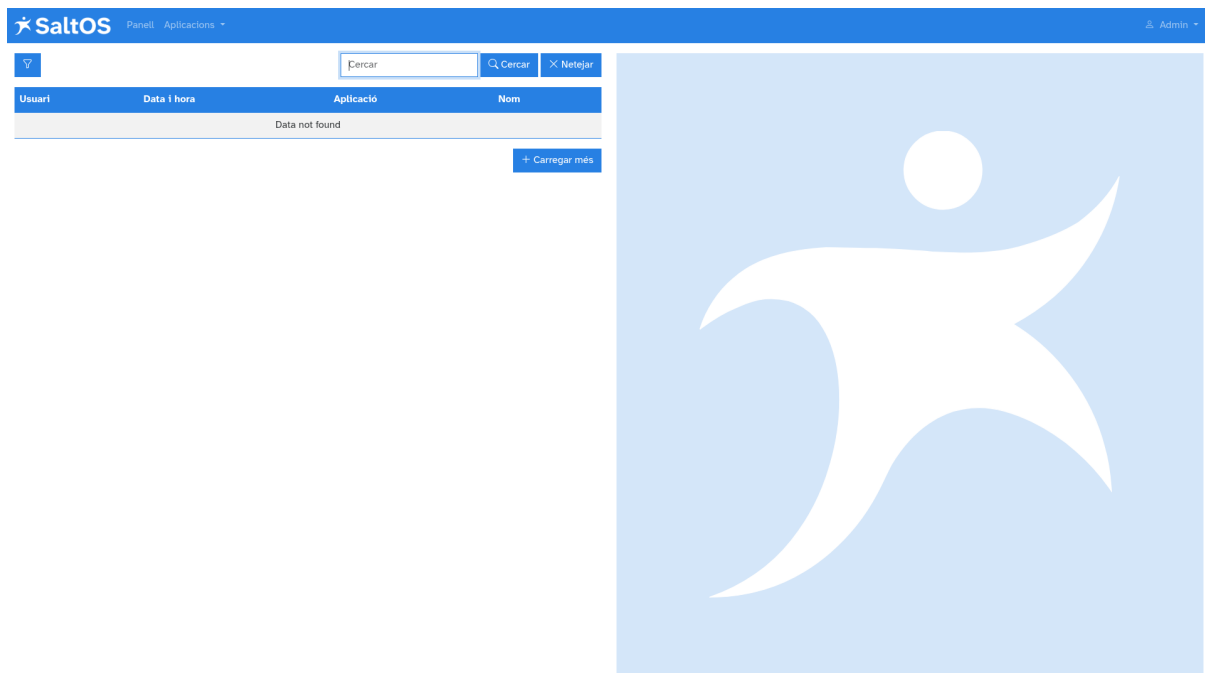 SaltOS Panell Aplicacions Admin
Cercar Cercar Netejar
Usuari Data i hora Aplicació Nom
Data not found
+ Carregar més